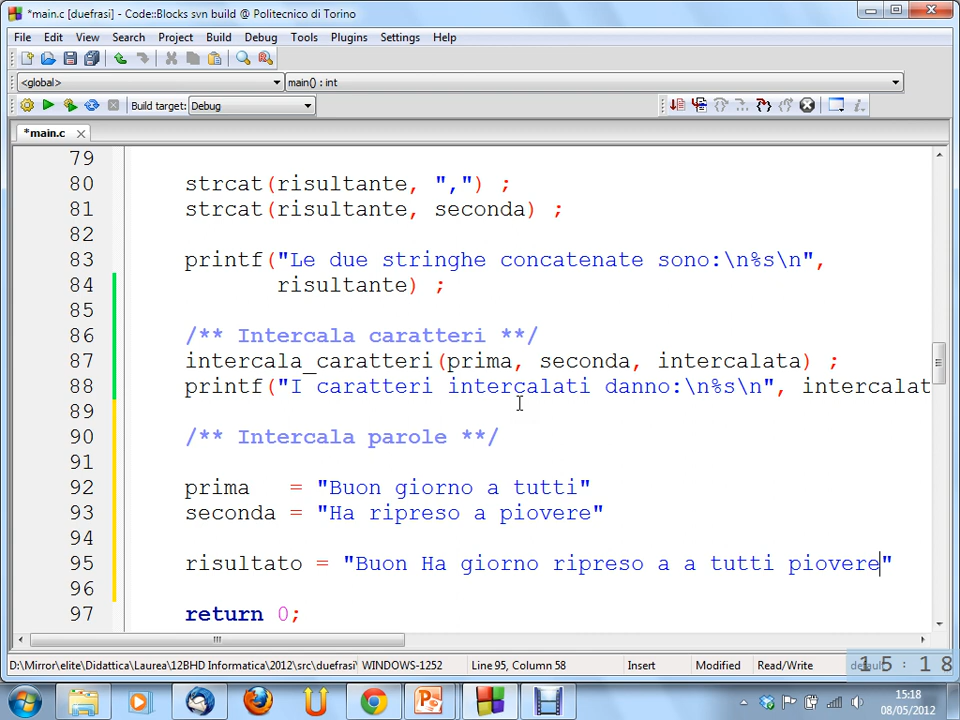 *main.c [duefrasi] - Code::Blocks svn build @ Politecnico di Torino
File Edit View Search Project Build Debug Tools Plugins Settings Help
<global> main() : int
Build target: Debug
*main.c
79
80 strcat(risultante, ",") ;
81 strcat(risultante, seconda) ;
82
83 printf("Le due stringhe concatenate sono:\n%s\n",
84 risultante) ;
85
86 /** Intercala caratteri **/
87 intercala_caratteri(prima, seconda, intercalata) ;
88 printf("I caratteri intercalati danno:\n%s\n", intercalat
89
90 /** Intercala parole **/
91
92 prima = "Buon giorno a tutti"
93 seconda = "Ha ripreso a piovere"
94
95 risultato = "Buon Ha giorno ripreso a a tutti piovere"
96
97 return 0;
D:\Mirror\elite\Didattica\Laurea\12BHD Informatica\2012\src\duefrasi\ WINDOWS-1252 Line 95, Column 58 Insert Modified Read/Write default
15:18
15:18
08/05/2012